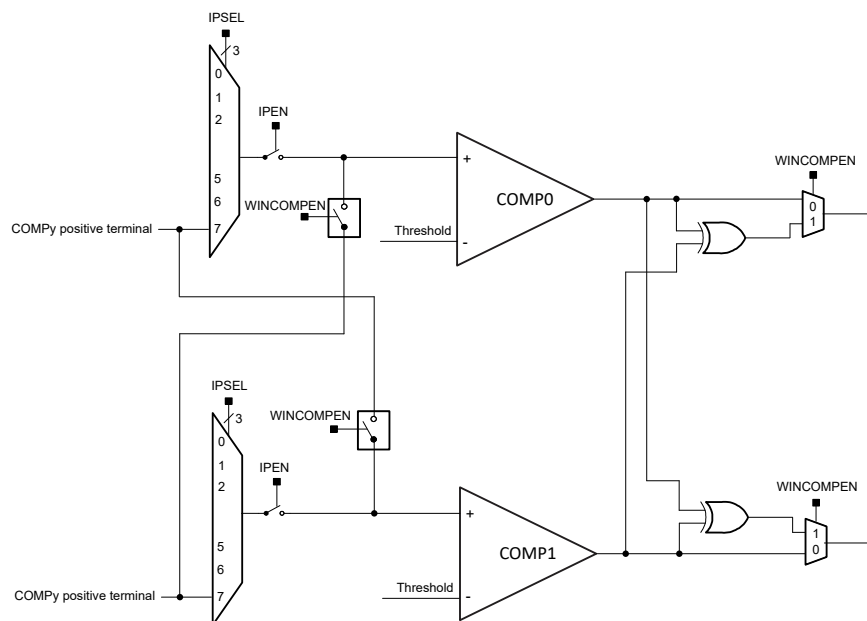 IPSEL
3
0
1
2
5
6
7
IPEN
WINCOMPEN
COMPy positive terminal
+
-
Threshold
COMP0
WINCOMPEN
0
1
IPSEL
3
0
1
2
5
6
7
IPEN
WINCOMPEN
COMPy positive terminal
+
-
Threshold
COMP1
WINCOMPEN
1
0